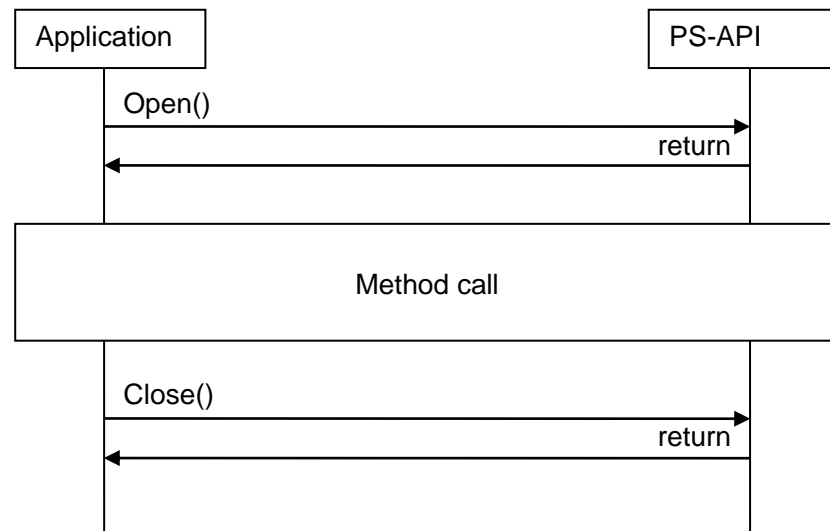 Application
PS-API
Open()
return
Method call
Close()
return